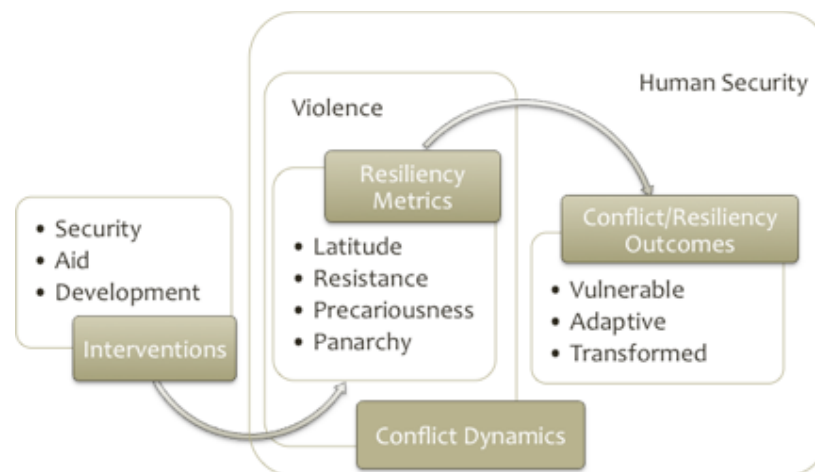 Human Security
Violence
Resiliency
Metrics
• Latitude
• Resistance
• Precariousness
• Panarchy
• Security
• Aid
• Development
Interventions
Conflict/Resiliency
Outcomes
• Vulnerable
• Adaptive
• Transformed
Conflict Dynamics